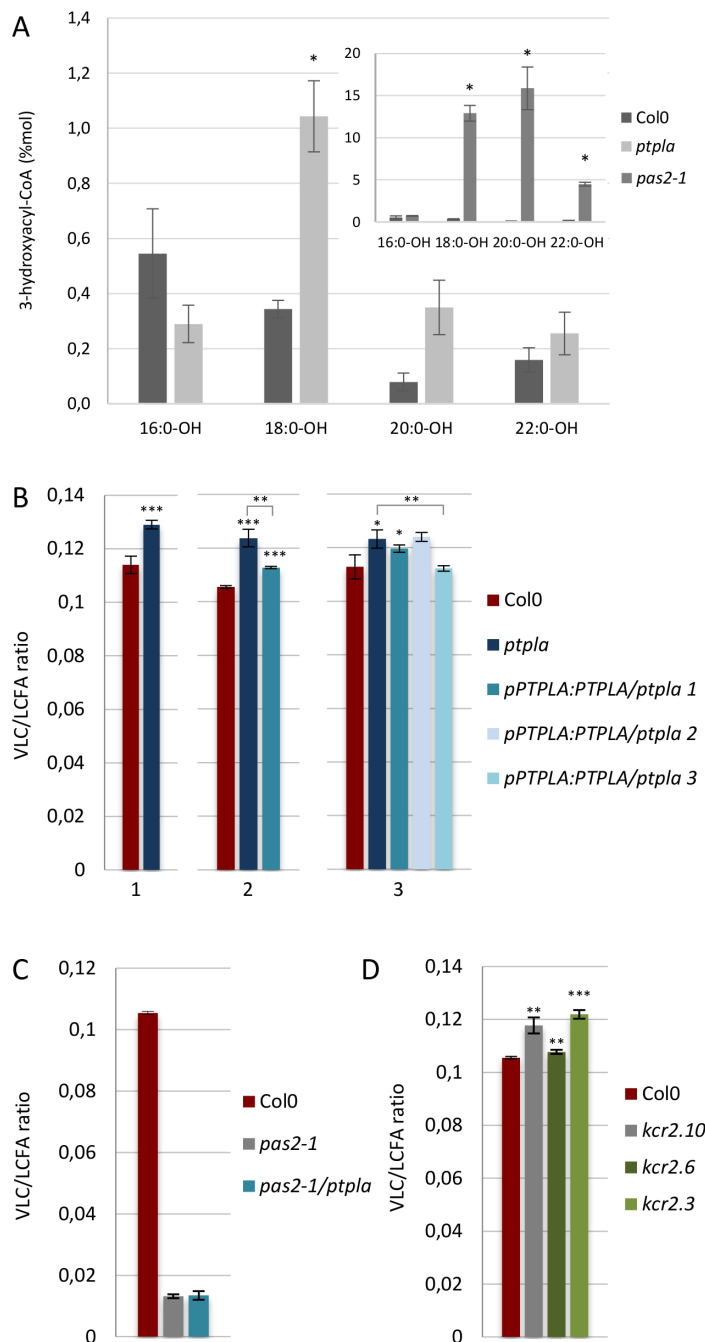 A
3-hydroxyacyl-CoA (%mol)
1,4
1,2
1,0
0,8
0,6
0,4
0,2
0,0
*
16:0-OH 18:0-OH 20:0-OH 22:0-OH
20
15
10
5
0
* * *
16:0-OH 18:0-OH 20:0-OH 22:0-OH
Col0
ptpla
pas2-1
B
VLC/LCFA ratio
0,14
0,12
0,1
0,08
0,06
0,04
0,02
0
***
*** ** ***
* * **
1 2 3
Col0
ptpla
pPTPLA:PTPLA/ptpla 1
pPTPLA:PTPLA/ptpla 2
pPTPLA:PTPLA/ptpla 3
C
VLC/LCFA ratio
0,12
0,1
0,08
0,06
0,04
0,02
0
Col0
pas2-1
pas2-1/ptpla
D
VLC/LCFA ratio
0,14
0,12
0,1
0,08
0,06
0,04
0,02
0
** ** ***
Col0
kcr2.10
kcr2.6
kcr2.3